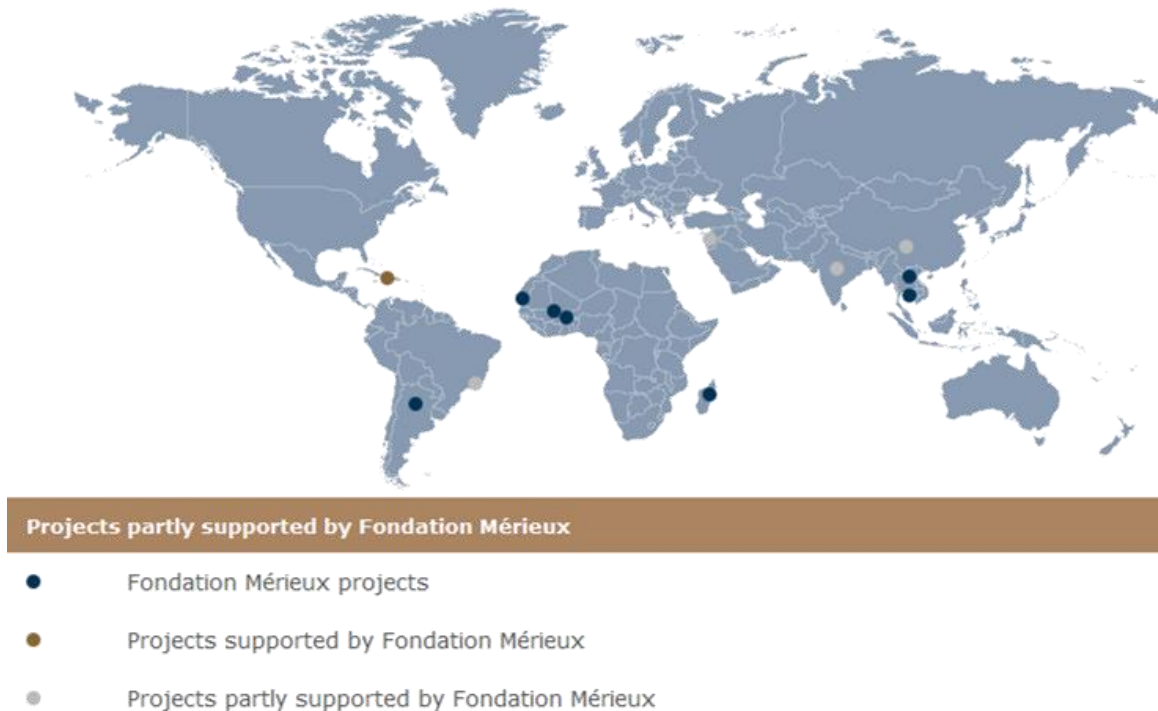 Projects partly supported by Fondation Mérieux
Fondation Mérieux projects
Projects supported by Fondation Mérieux
Projects partly supported by Fondation Mérieux